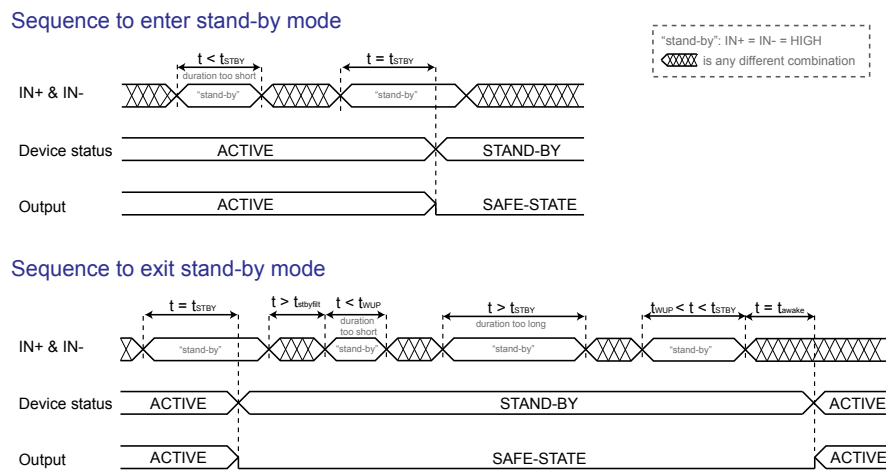 Sequence to enter stand-by mode
"stand-by": IN+ = IN- = HIGH
is any different combination
t < tSTBY
t = tSTBY
duration too short
IN+ & IN-
"stand-by"
"stand-by"
Device status
ACTIVE
STAND-BY
Output
ACTIVE
SAFE-STATE
Sequence to exit stand-by mode
t = tSTBY
t > tstbyfilt
t < tWUP
t > tSTBY
tWUP < t < tSTBY
t = tawake
duration
too short
duration too long
IN+ & IN-
"stand-by"
"stand-by"
"stand-by"
"stand-by"
Device status
ACTIVE
STAND-BY
ACTIVE
Output
ACTIVE
SAFE-STATE
ACTIVE